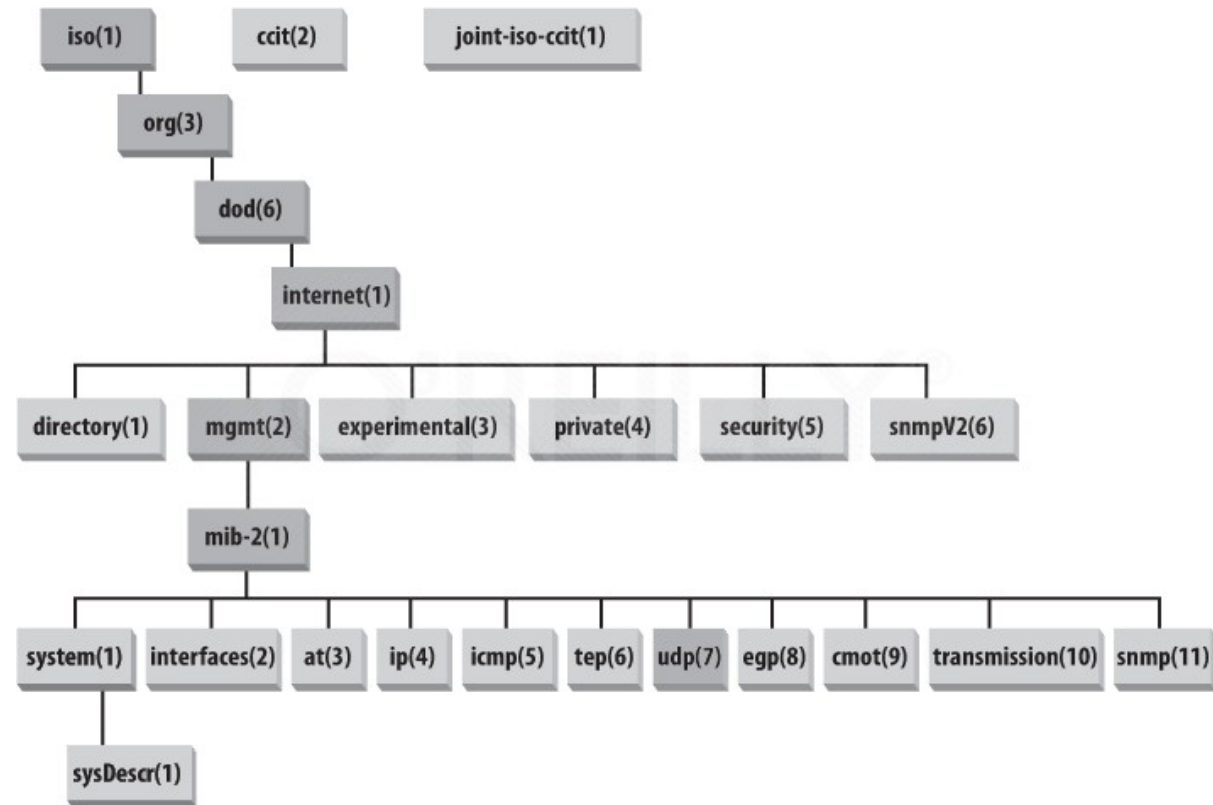 iso(1) ccit(2) joint-iso-ccit(1)
org(3)
dod(6)
internet(1)
directory(1) mgmt(2) experimental(3) private(4) security(5) snmpV2(6)
mib-2(1)
system(1) interfaces(2) at(3) ip(4) icmp(5) tep(6) udp(7) egp(8) cmot(9) transmission(10) snmp(11)
sysDescr(1)
O'REILLY®